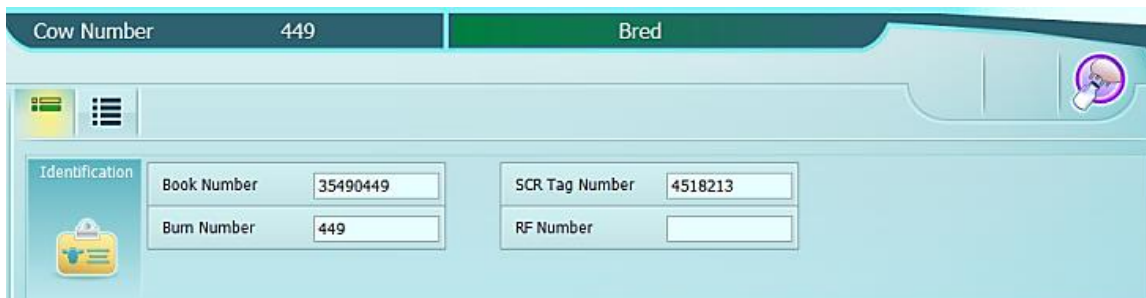 Cow Number 449 Bred
Identification
Book Number 35490449 SCR Tag Number 4518213
Burn Number 449 RF Number